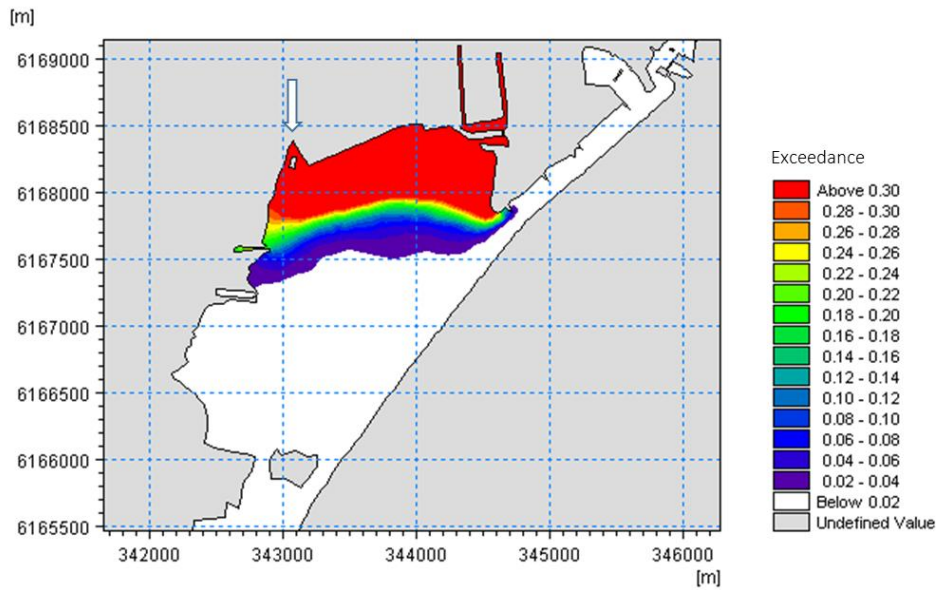 [m]
6169000
6168500
6168000
6167500
6167000
6166500
6166000
6165500
342000 343000 344000 345000 346000
[m]
Exceedance
Above 0.30
0.28 - 0.30
0.26 - 0.28
0.24 - 0.26
0.22 - 0.24
0.20 - 0.22
0.18 - 0.20
0.16 - 0.18
0.14 - 0.16
0.12 - 0.14
0.10 - 0.12
0.08 - 0.10
0.06 - 0.08
0.04 - 0.06
0.02 - 0.04
Below 0.02
Undefined Value